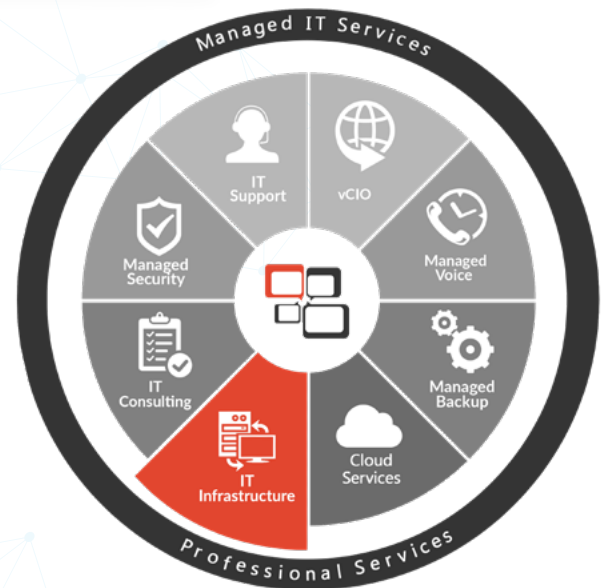 Managed IT Services
IT
Support
vCIO
Managed
Security
Managed
Voice
IT
Consulting
Managed
Backup
IT
Infrastructure
Cloud
Services
Professional Services